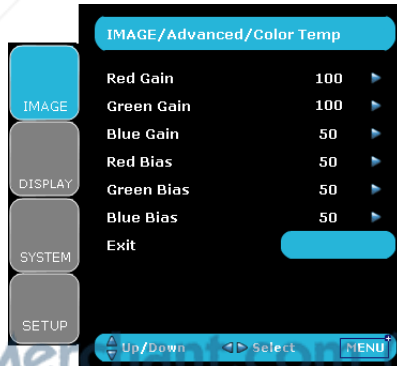 IMAGE/Advanced/Color Temp
IMAGE
DISPLAY
SYSTEM
SETUP
Red Gain 100
Green Gain 100
Blue Gain 50
Red Bias 50
Green Bias 50
Blue Bias 50
Exit
Up/Down Select MENU